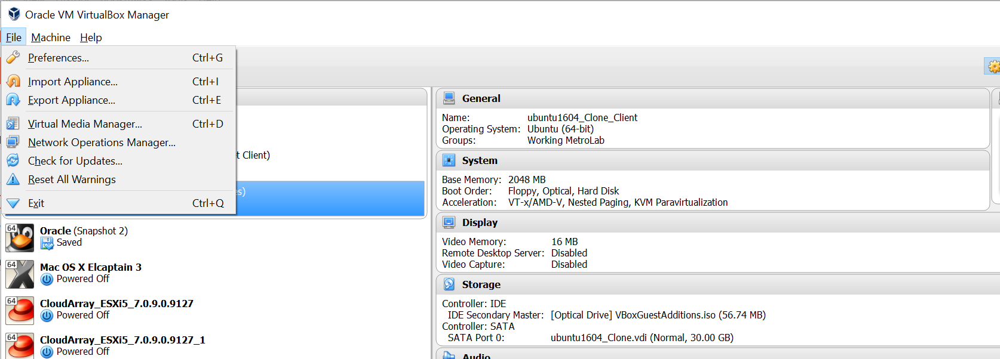 Oracle VM VirtualBox Manager
File Machine Help
Preferences... Ctrl+G
Import Appliance... Ctrl+I
Export Appliance... Ctrl+E
Virtual Media Manager... Ctrl+D
Network Operations Manager...
Check for Updates...
Reset All Warnings
Exit Ctrl+Q
t Client)
es)
64
Oracle (Snapshot 2)
Saved
64
Mac OS X Elcaptain 3
Powered Off
64
CloudArray_ESXi5_7.0.9.0.9127
Powered Off
64
CloudArray_ESXi5_7.0.9.0.9127_1
Powered Off
General
Name: ubuntu1604_Clone_Client
Operating System: Ubuntu (64-bit)
Groups: Working MetroLab
System
Base Memory: 2048 MB
Boot Order: Floppy, Optical, Hard Disk
Acceleration: VT-x/AMD-V, Nested Paging, KVM Paravirtualization
Display
Video Memory: 16 MB
Remote Desktop Server: Disabled
Video Capture: Disabled
Storage
Controller: IDE
IDE Secondary Master: [Optical Drive] VBoxGuestAdditions.iso (56.74 MB)
Controller: SATA
SATA Port 0: ubuntu1604_Clone.vdi (Normal, 30.00 GB)
Audio